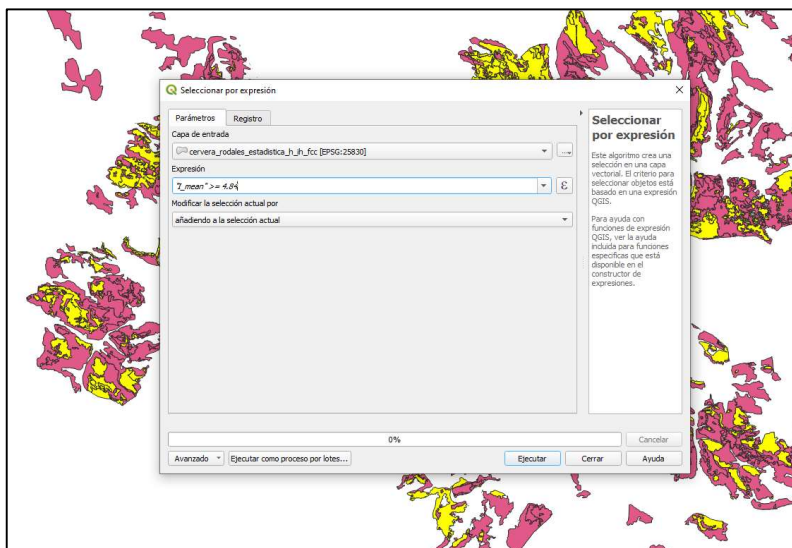 Seleccionar por expresión
Parámetros
Registro
Capa de entrada
cervera_rodales_estadistica_h_ih_fcc [EPSG:25830]
...
Expresión
"I_mean" >= 4.84
ε
Modificar la selección actual por
añadiendo a la selección actual
Seleccionar
por expresión
Este algoritmo crea una
selección en una capa
vectorial. El criterio para
seleccionar objetos está
basado en una expresión
QGIS.
Para ayuda con
funciones de expresión
QGIS, ver la ayuda
incluida para funciones
específicas que está
disponible en el
constructor de
expresiones.
0%
Cancelar
Avanzado
Ejecutar como proceso por lotes...
Ejecutar
Cerrar
Ayuda